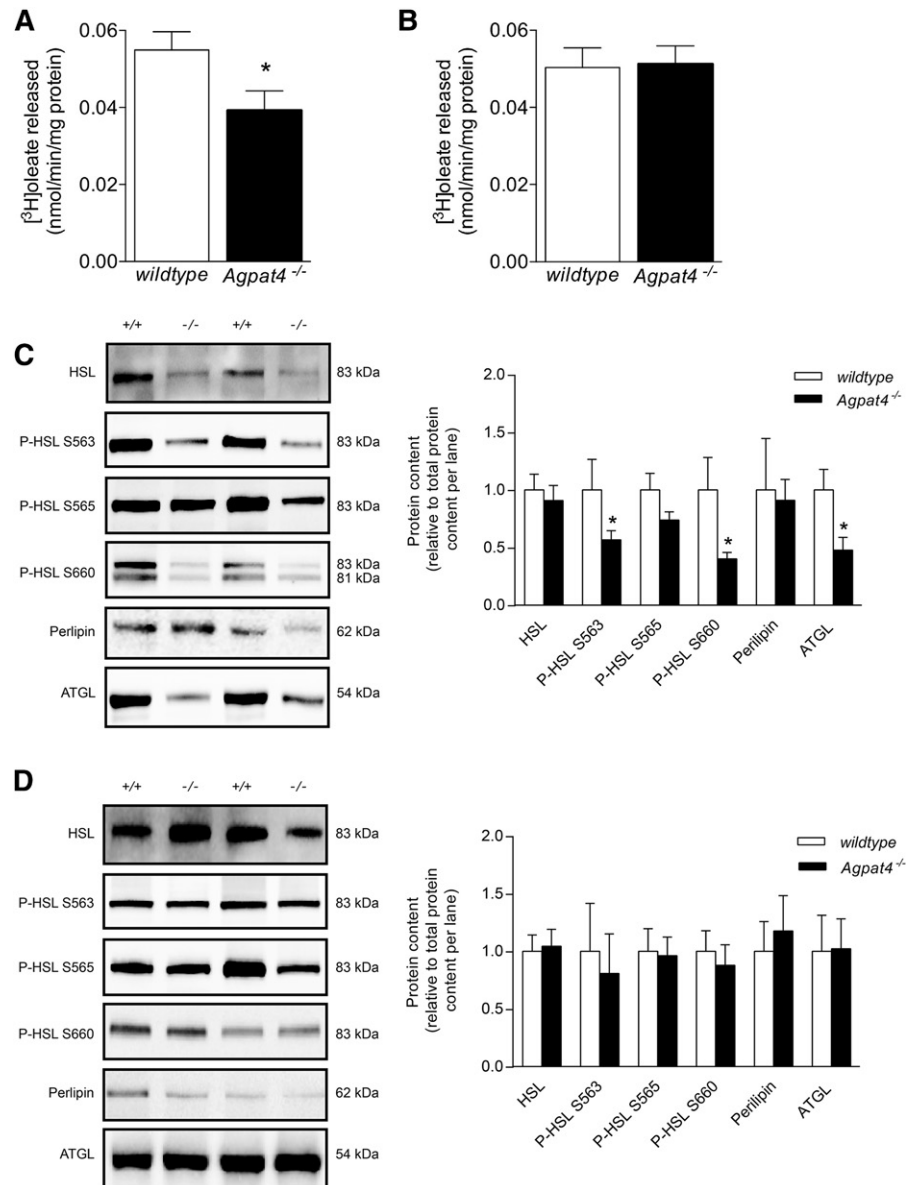 A
[³H]oleate released
(nmol/min/mg protein)
0.06
0.04
0.02
0.00
*
wildtype
Agpat4 -/-
B
[³H]oleate released
(nmol/min/mg protein)
0.06
0.04
0.02
0.00
wildtype
Agpat4 -/-
C
+/+ -/- +/+ -/-
HSL 83 kDa
P-HSL S563 83 kDa
P-HSL S565 83 kDa
P-HSL S660 83 kDa
81 kDa
Perlipin 62 kDa
ATGL 54 kDa
Protein content
(relative to total protein
content per lane)
2.0
1.5
1.0
0.5
0.0
wildtype
Agpat4-/-
* * *
HSL
P-HSL S563
P-HSL S565
P-HSL S660
Perilipin
ATGL
D
+/+ -/- +/+ -/-
HSL 83 kDa
P-HSL S563 83 kDa
P-HSL S565 83 kDa
P-HSL S660 83 kDa
Perlipin 62 kDa
ATGL 54 kDa
Protein content
(relative to total protein
content per lane)
2.0
1.5
1.0
0.5
0.0
wildtype
Agpat4-/-
HSL
P-HSL S563
P-HSL S565
P-HSL S660
Perilipin
ATGL